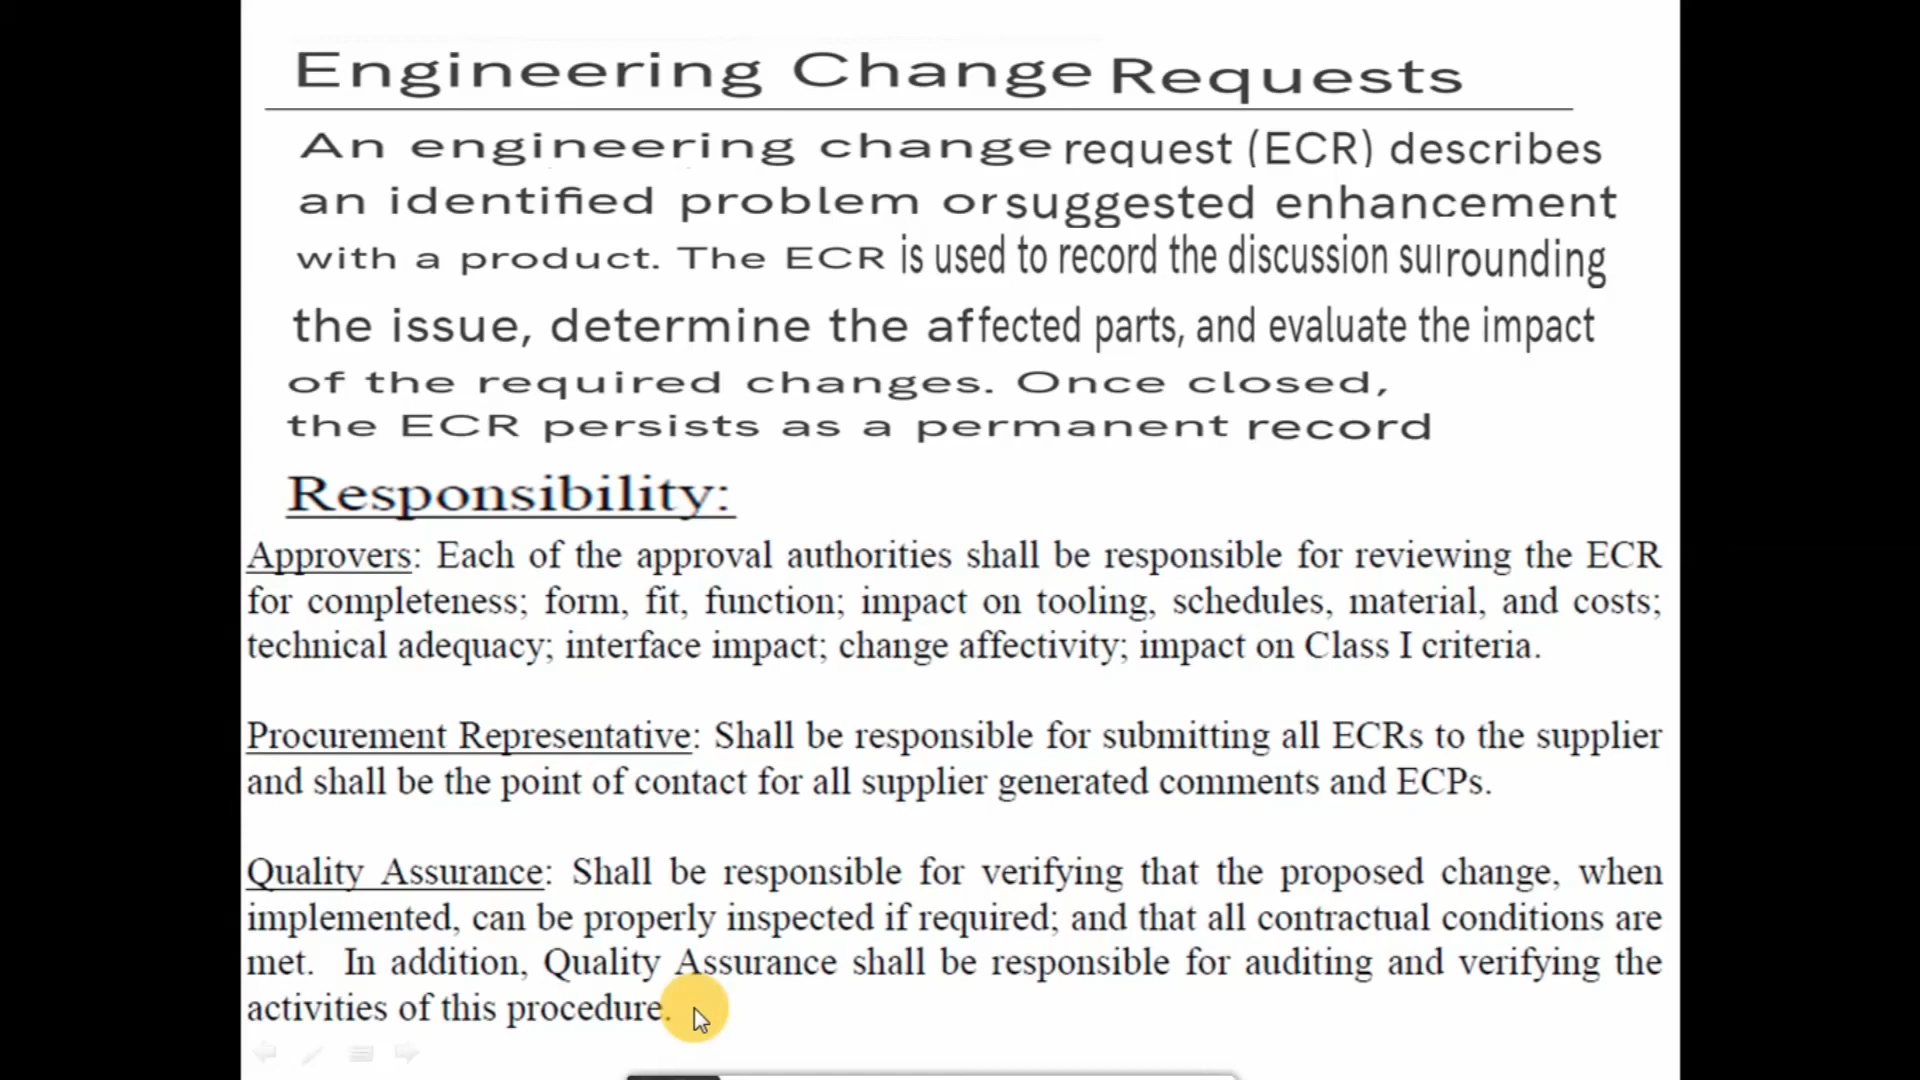 Engineering Change Requests
An engineering change request (ECR) describes
an identified problem or suggested enhancement
with a product. The ECR is used to record the discussion surrounding
the issue, determine the affected parts, and evaluate the impact
of the required changes. Once closed,
the ECR persists as a permanent record
Responsibility:
Approvers: Each of the approval authorities shall be responsible for reviewing the ECR
for completeness; form, fit, function; impact on tooling, schedules, material, and costs;
technical adequacy; interface impact; change affectivity; impact on Class I criteria.
Procurement Representative: Shall be responsible for submitting all ECRs to the supplier
and shall be the point of contact for all supplier generated comments and ECPs.
Quality Assurance: Shall be responsible for verifying that the proposed change, when
implemented, can be properly inspected if required; and that all contractual conditions are
met. In addition, Quality Assurance shall be responsible for auditing and verifying the
activities of this procedure.